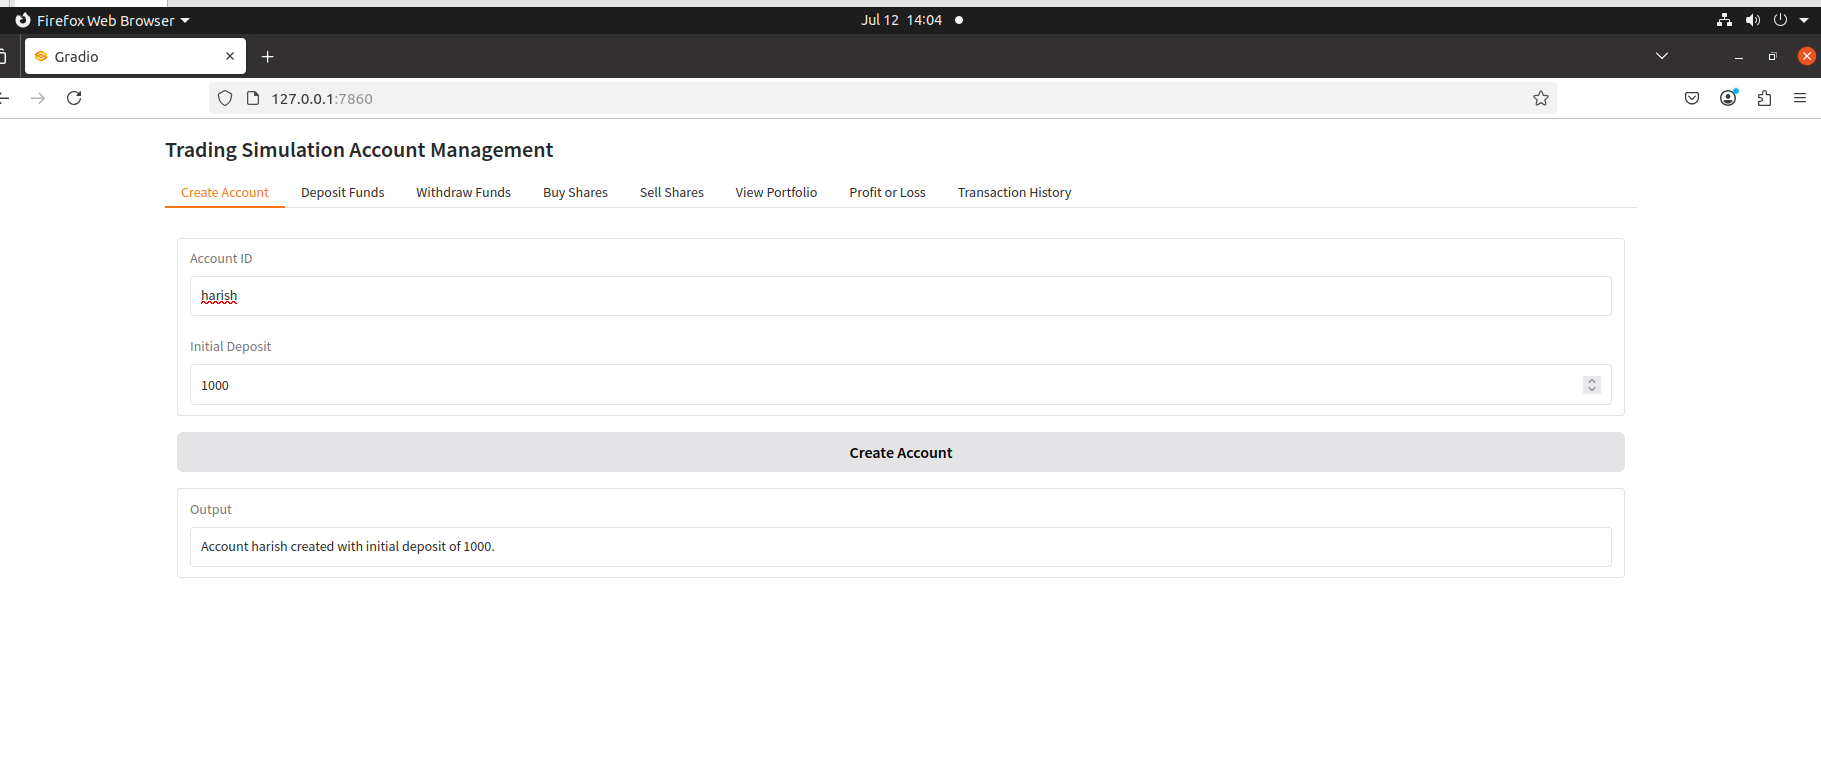 Firefox Web Browser Jul 12 14:04
Gradio
127.0.0.1:7860
Trading Simulation Account Management
Create Account Deposit Funds Withdraw Funds Buy Shares Sell Shares View Portfolio Profit or Loss Transaction History
Account ID
harish
Initial Deposit
1000
Create Account
Output
Account harish created with initial deposit of 1000.